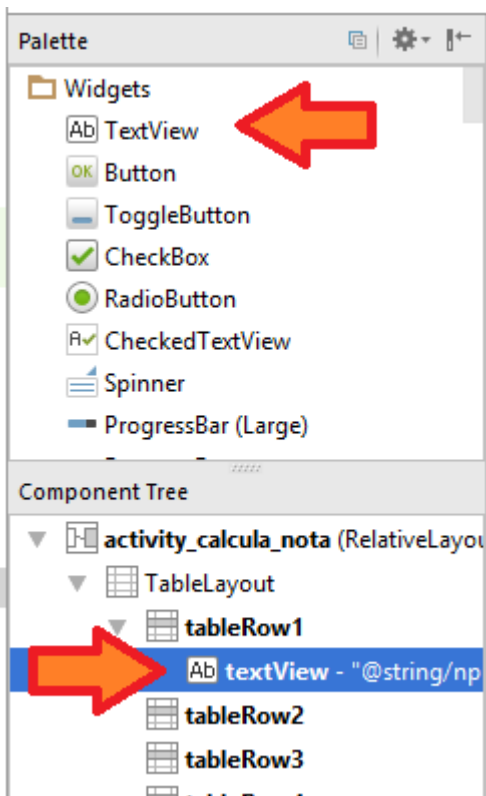 Palette
Widgets
Ab TextView
OK Button
ToggleButton
CheckBox
RadioButton
CheckedTextView
Spinner
ProgressBar (Large)
Component Tree
activity_calcula_nota (RelativeLayou
TableLayout
tableRow1
Ab textView - "@string/np
tableRow2
tableRow3